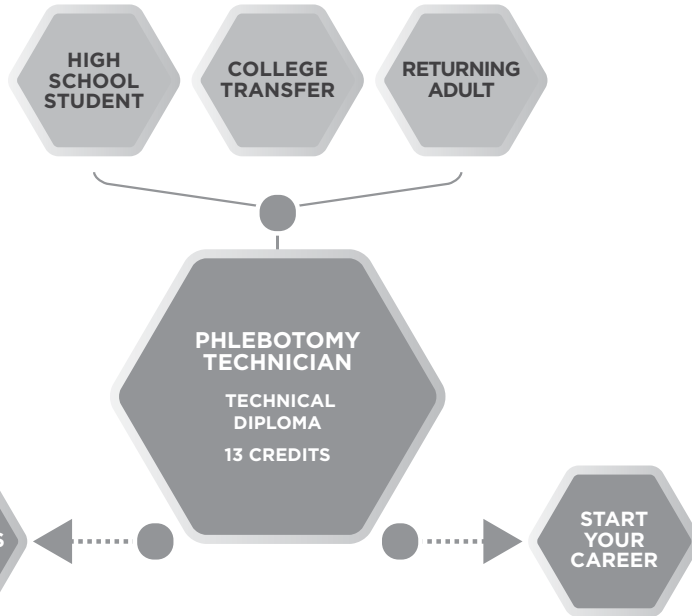 HIGH
SCHOOL
STUDENT
COLLEGE
TRANSFER
RETURNING
ADULT
PHLEBOTOMY
TECHNICIAN
TECHNICAL
DIPLOMA
13 CREDITS
START
YOUR
CAREER